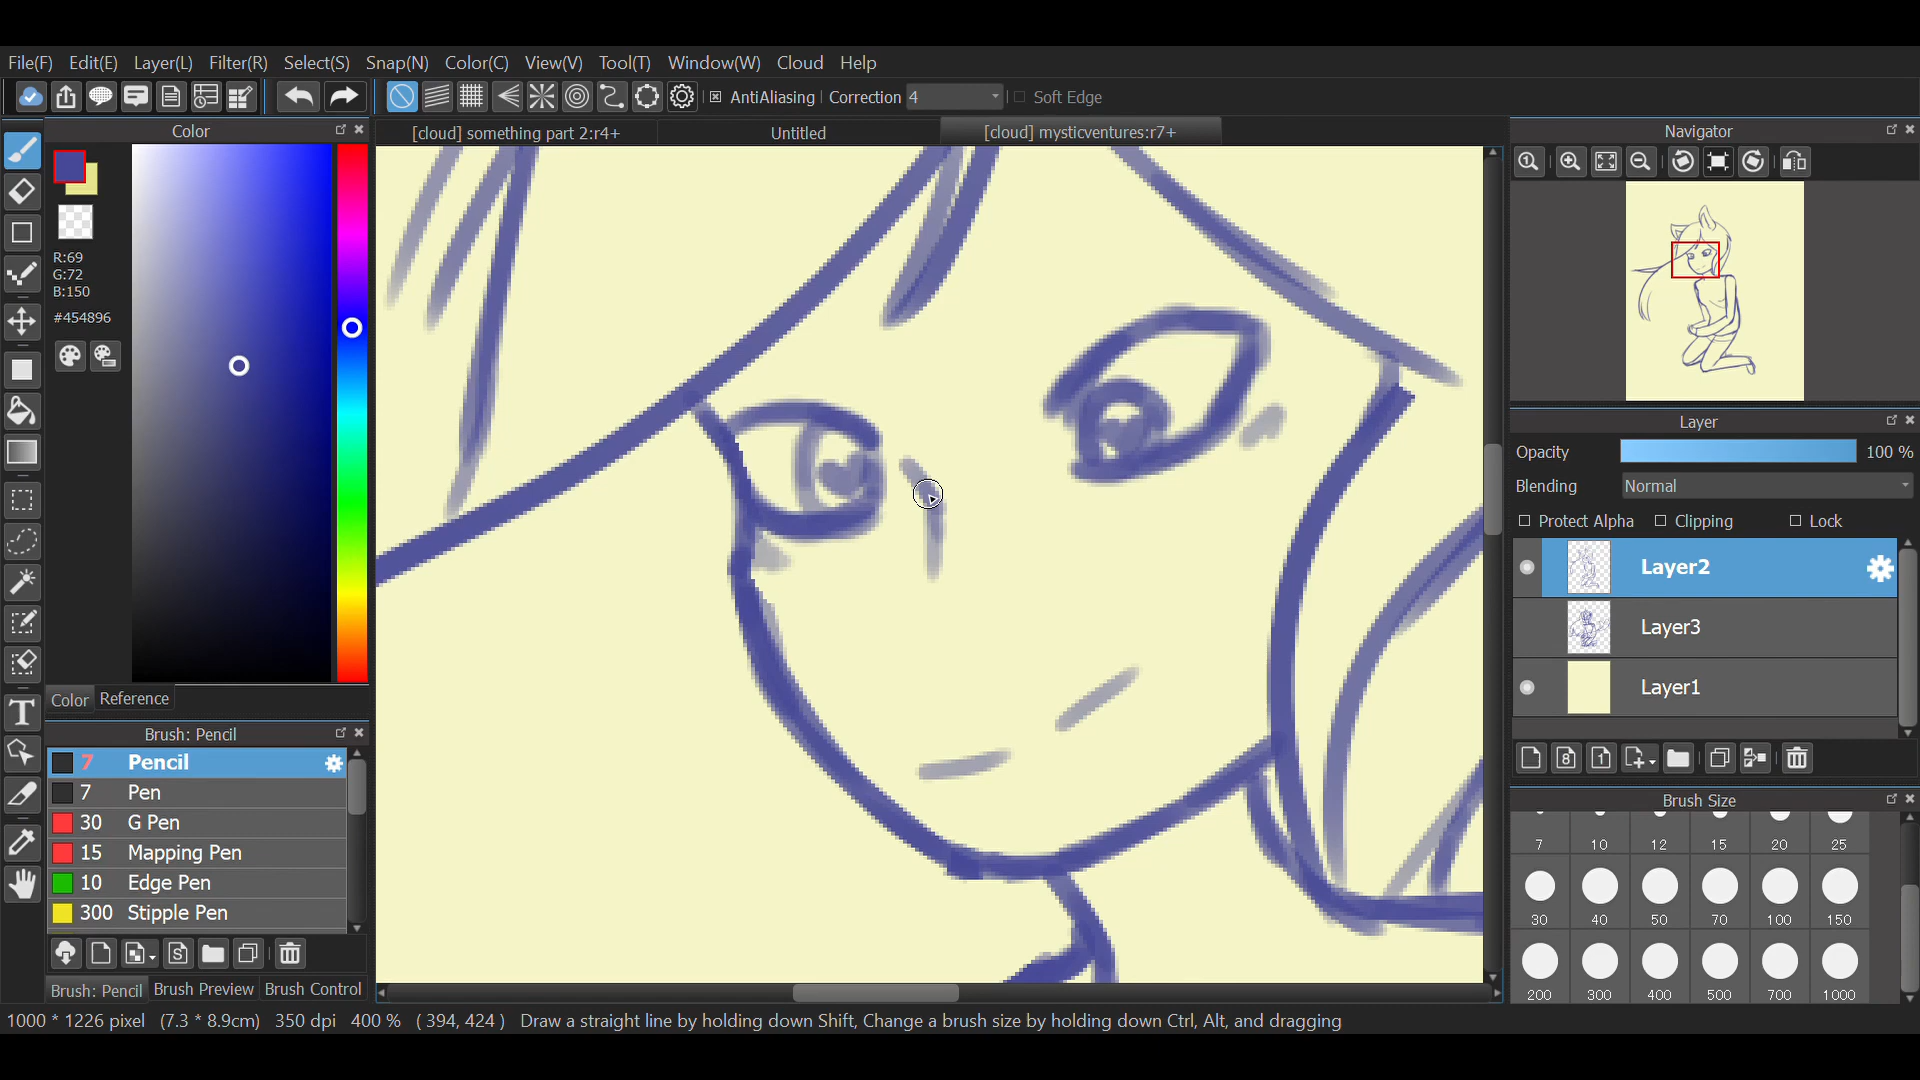 File(F) Edit(E) Layer(L) Filter(R) Select(S) Snap(N) Color(C) View(V) Tool(T) Window(W) Cloud Help
AntiAliasing Correction 4 Soft Edge
Color
[cloud] something part 2:r4+ Untitled [cloud] mysticventures:r7+
Navigator
R:69
G:72
B:150
#454896
Color Reference
Brush: Pencil
7 Pencil
7 Pen
30 G Pen
15 Mapping Pen
10 Edge Pen
300 Stipple Pen
Brush: Pencil Brush Preview Brush Control
Layer
Opacity 100 %
Blending Normal
Protect Alpha Clipping Lock
Layer2
Layer3
Layer1
8 1
Brush Size
7 10 12 15 20 25
30 40 50 70 100 150
200 300 400 500 700 1000
1000 * 1226 pixel (7.3 * 8.9cm) 350 dpi 400 % ( 394, 424 ) Draw a straight line by holding down Shift, Change a brush size by holding down Ctrl, Alt, and dragging